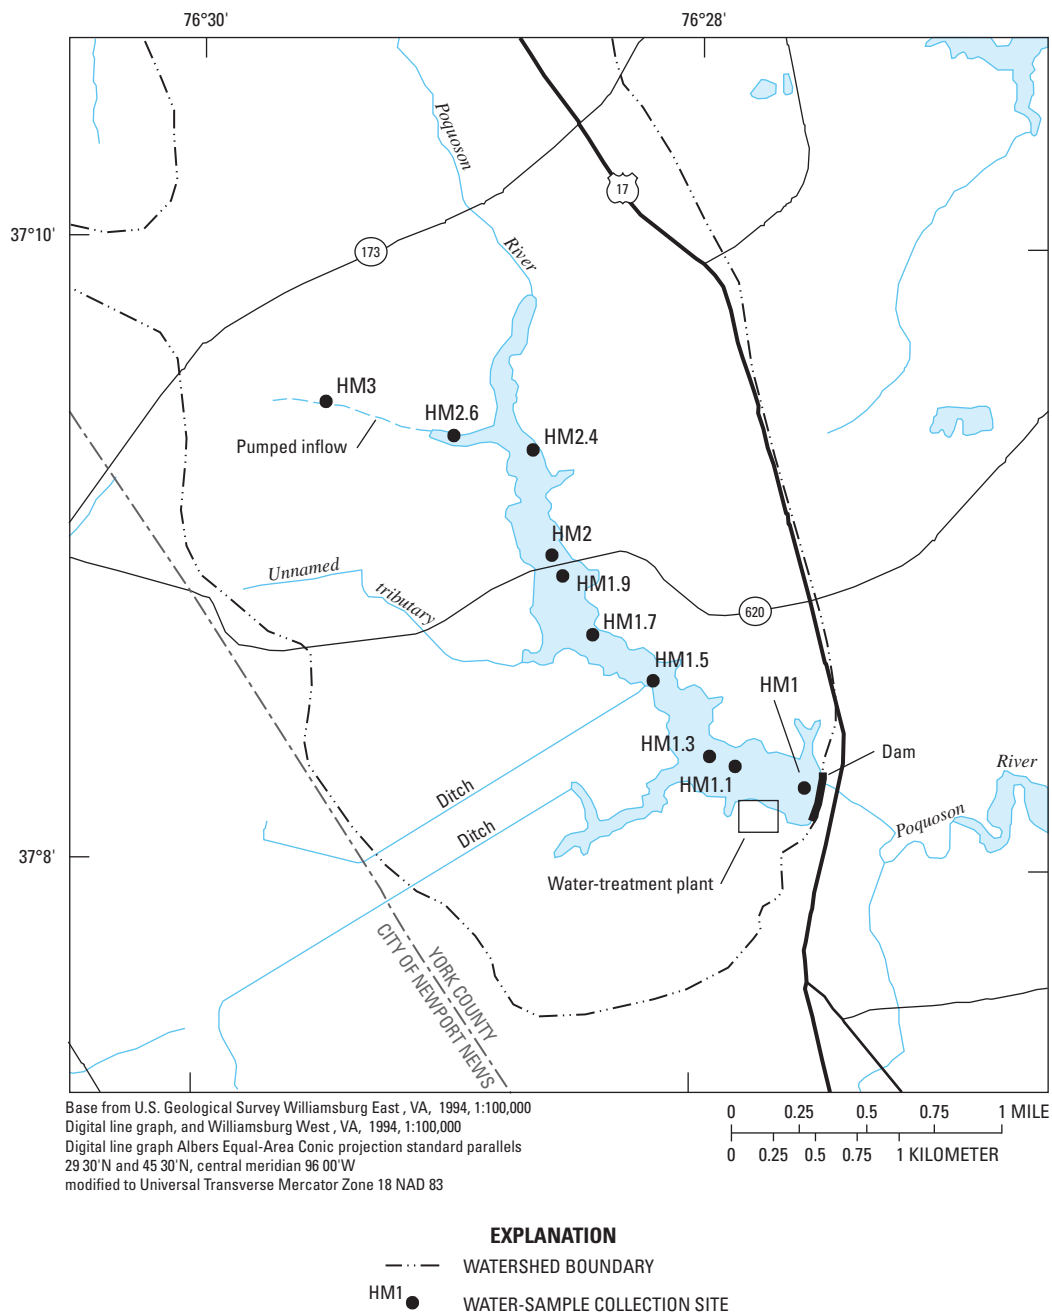 76°30'
76°28'
Poquoson
17
37°10'
173
River
HM3
HM2.6
HM2.4
Pumped inflow
HM2
Unnamed
HM1.9
tributary
620
HM1.7
HM1.5
HM1
HM1.3
Dam
River
HM1.1
Ditch
Poquoson
Ditch
37°8'
Water-treatment plant
YORK COUNTY
CITY OF NEWPORT NEWS
Base from U.S. Geological Survey Williamsburg East , VA, 1994, 1:100,000
Digital line graph, and Williamsburg West , VA, 1994, 1:100,000
Digital line graph Albers Equal-Area Conic projection standard parallels
29 30'N and 45 30'N, central meridian 96 00'W
modified to Universal Transverse Mercator Zone 18 NAD 83
0 0.25 0.5 0.75 1 MILE
0 0.25 0.5 0.75 1 KILOMETER
EXPLANATION
WATERSHED BOUNDARY
HM1 WATER-SAMPLE COLLECTION SITE